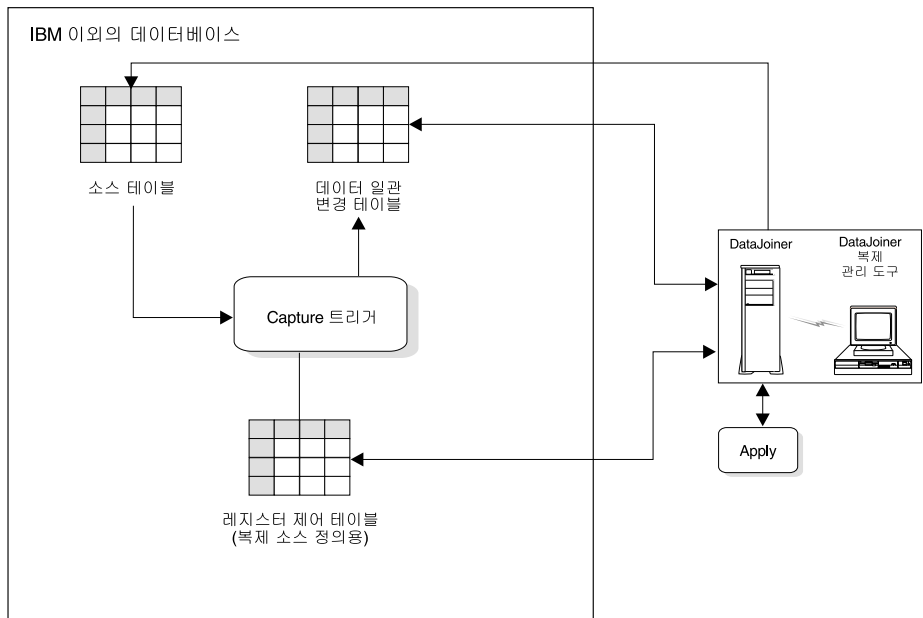 IBM 이외의 데이터베이스
소스 테이블
데이터 일관
변경 테이블
Capture 트리거
레지스터 제어 테이블
(복제 소스 정의용)
DataJoiner
DataJoiner
복제
관리 도구
Apply